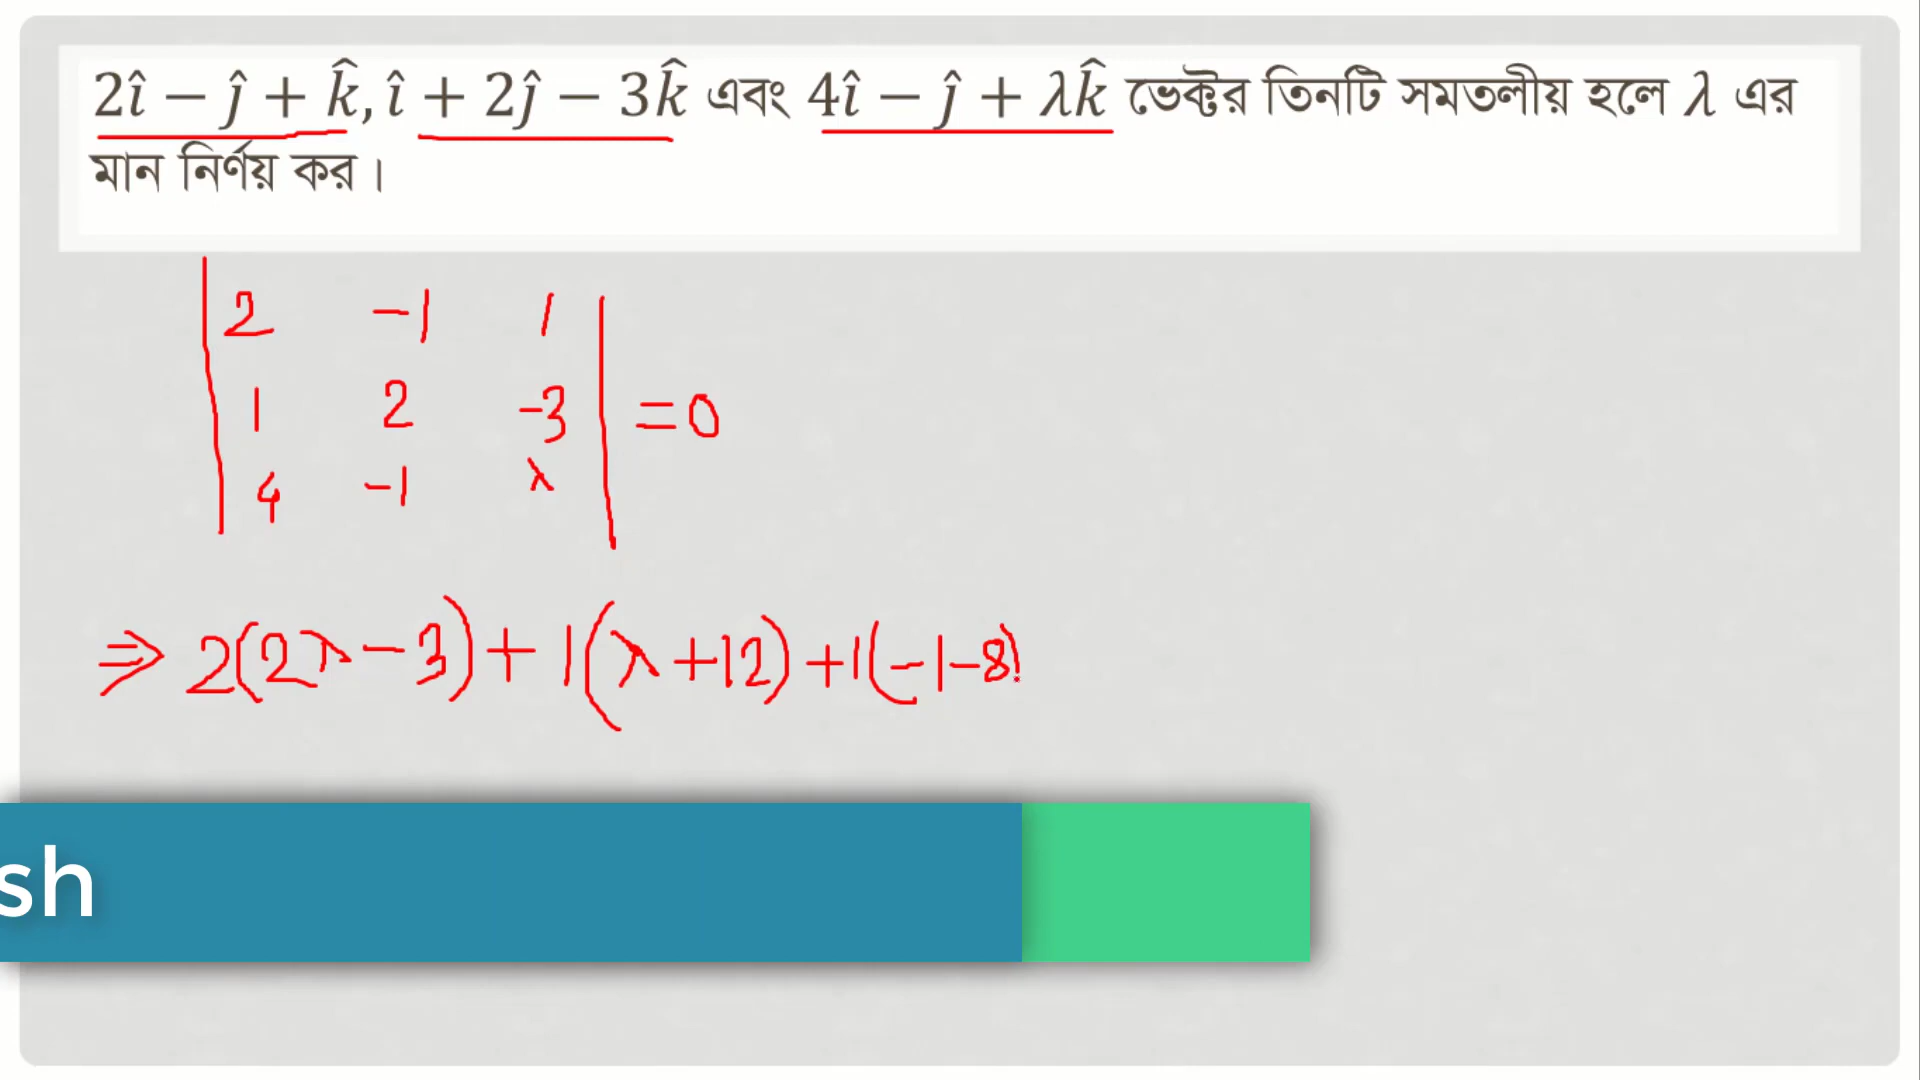 2î − ĵ + k̂, î + 2ĵ − 3k̂ এবং 4î − ĵ + λk̂ ভেক্টর তিনটি সমতলীয় হলে λ এর
মান নির্ণয় কর।
2 -1 1
1 2 -3 =0
4 -1 λ
⇒ 2(2λ-3)+1(λ+12)+1(-1-8)
sh